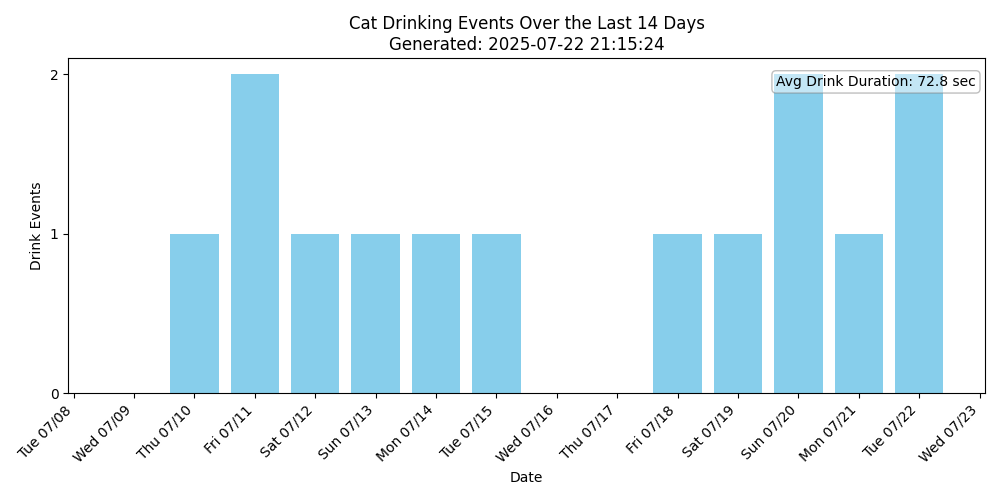 Cat Drinking Events Over the Last 14 Days
Generated: 2025-07-22 21:15:24
Avg Drink Duration: 72.8 sec
Drink Events
2
1
0
Tue 07/08
Wed 07/09
Thu 07/10
Fri 07/11
Sat 07/12
Sun 07/13
Mon 07/14
Tue 07/15
Wed 07/16
Thu 07/17
Fri 07/18
Sat 07/19
Sun 07/20
Mon 07/21
Tue 07/22
Wed 07/23
Date